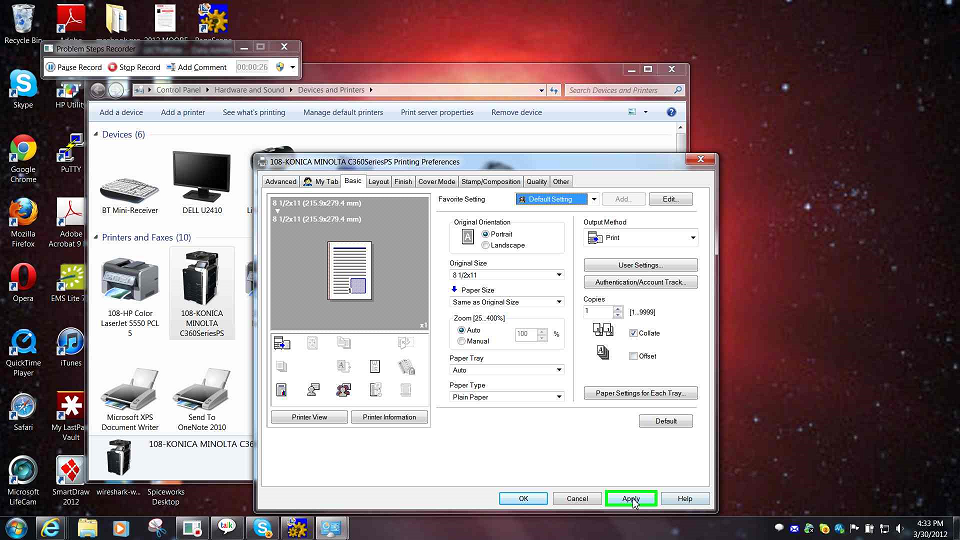 Recycle Bin
Adobe
2012 MOORE
Problem Steps Recorder
Pause Record
Stop Record
Add Comment
00:00:26
Skype
HP Utility
Control Panel
Hardware and Sound
Devices and Printers
Search Devices and Printers
Add a device
Add a printer
See what's printing
Manage default printers
Print server properties
Remove device
Devices (6)
Google Chrome
PuTTY
BT Mini-Receiver
DELL U2410
Mozilla Firefox
Adobe Acrobat 9
Printers and Faxes (10)
108-HP Color LaserJet 5550 PCL 5
108-KONICA MINOLTA C360SeriesPS
Opera
EMS Lite
QuickTime Player
iTunes
Microsoft XPS Document Writer
Send To OneNote 2010
Safari
My LastPass Vault
108-KONICA MINOLTA C36
Microsoft LifeCam
SmartDraw 2012
wireshark-w...
Spiceworks Desktop
108-KONICA MINOLTA C360SeriesPS Printing Preferences
Advanced
My Tab
Basic
Layout
Finish
Cover Mode
Stamp/Composition
Quality
Other
8 1/2x11 (215.9x279.4 mm)
8 1/2x11 (215.9x279.4 mm)
x1
Printer View
Printer Information
Favorite Setting
Default Setting
Add...
Edit...
Original Orientation
Portrait
Landscape
Original Size
8 1/2x11
Paper Size
Same as Original Size
Zoom [25..400%]
Auto
Manual
100
%
Paper Tray
Auto
Paper Type
Plain Paper
Output Method
Print
User Settings...
Authentication/Account Track...
Copies
1
[1..9999]
Collate
Offset
Paper Settings for Each Tray...
Default
OK
Cancel
Apply
Help
talk
4:33 PM
3/30/2012